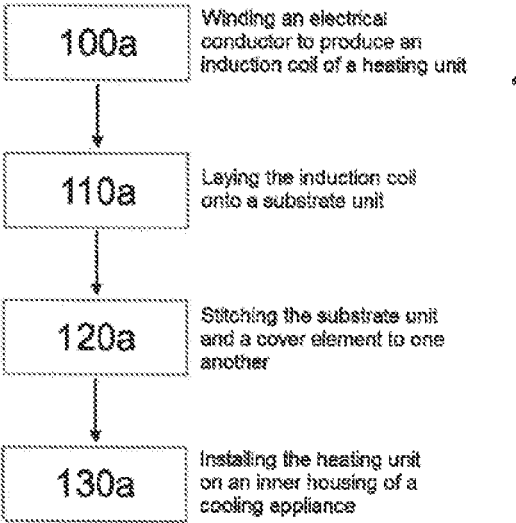 100a
Winding an electrical
conductor to produce an
induction coil of a heating unit
110a
Laying the induction coil
onto a substrate unit
120a
Stitching the substrate unit
and a cover element to one
another
130a
Installing the heating unit
on an inner housing of a
cooling appliance